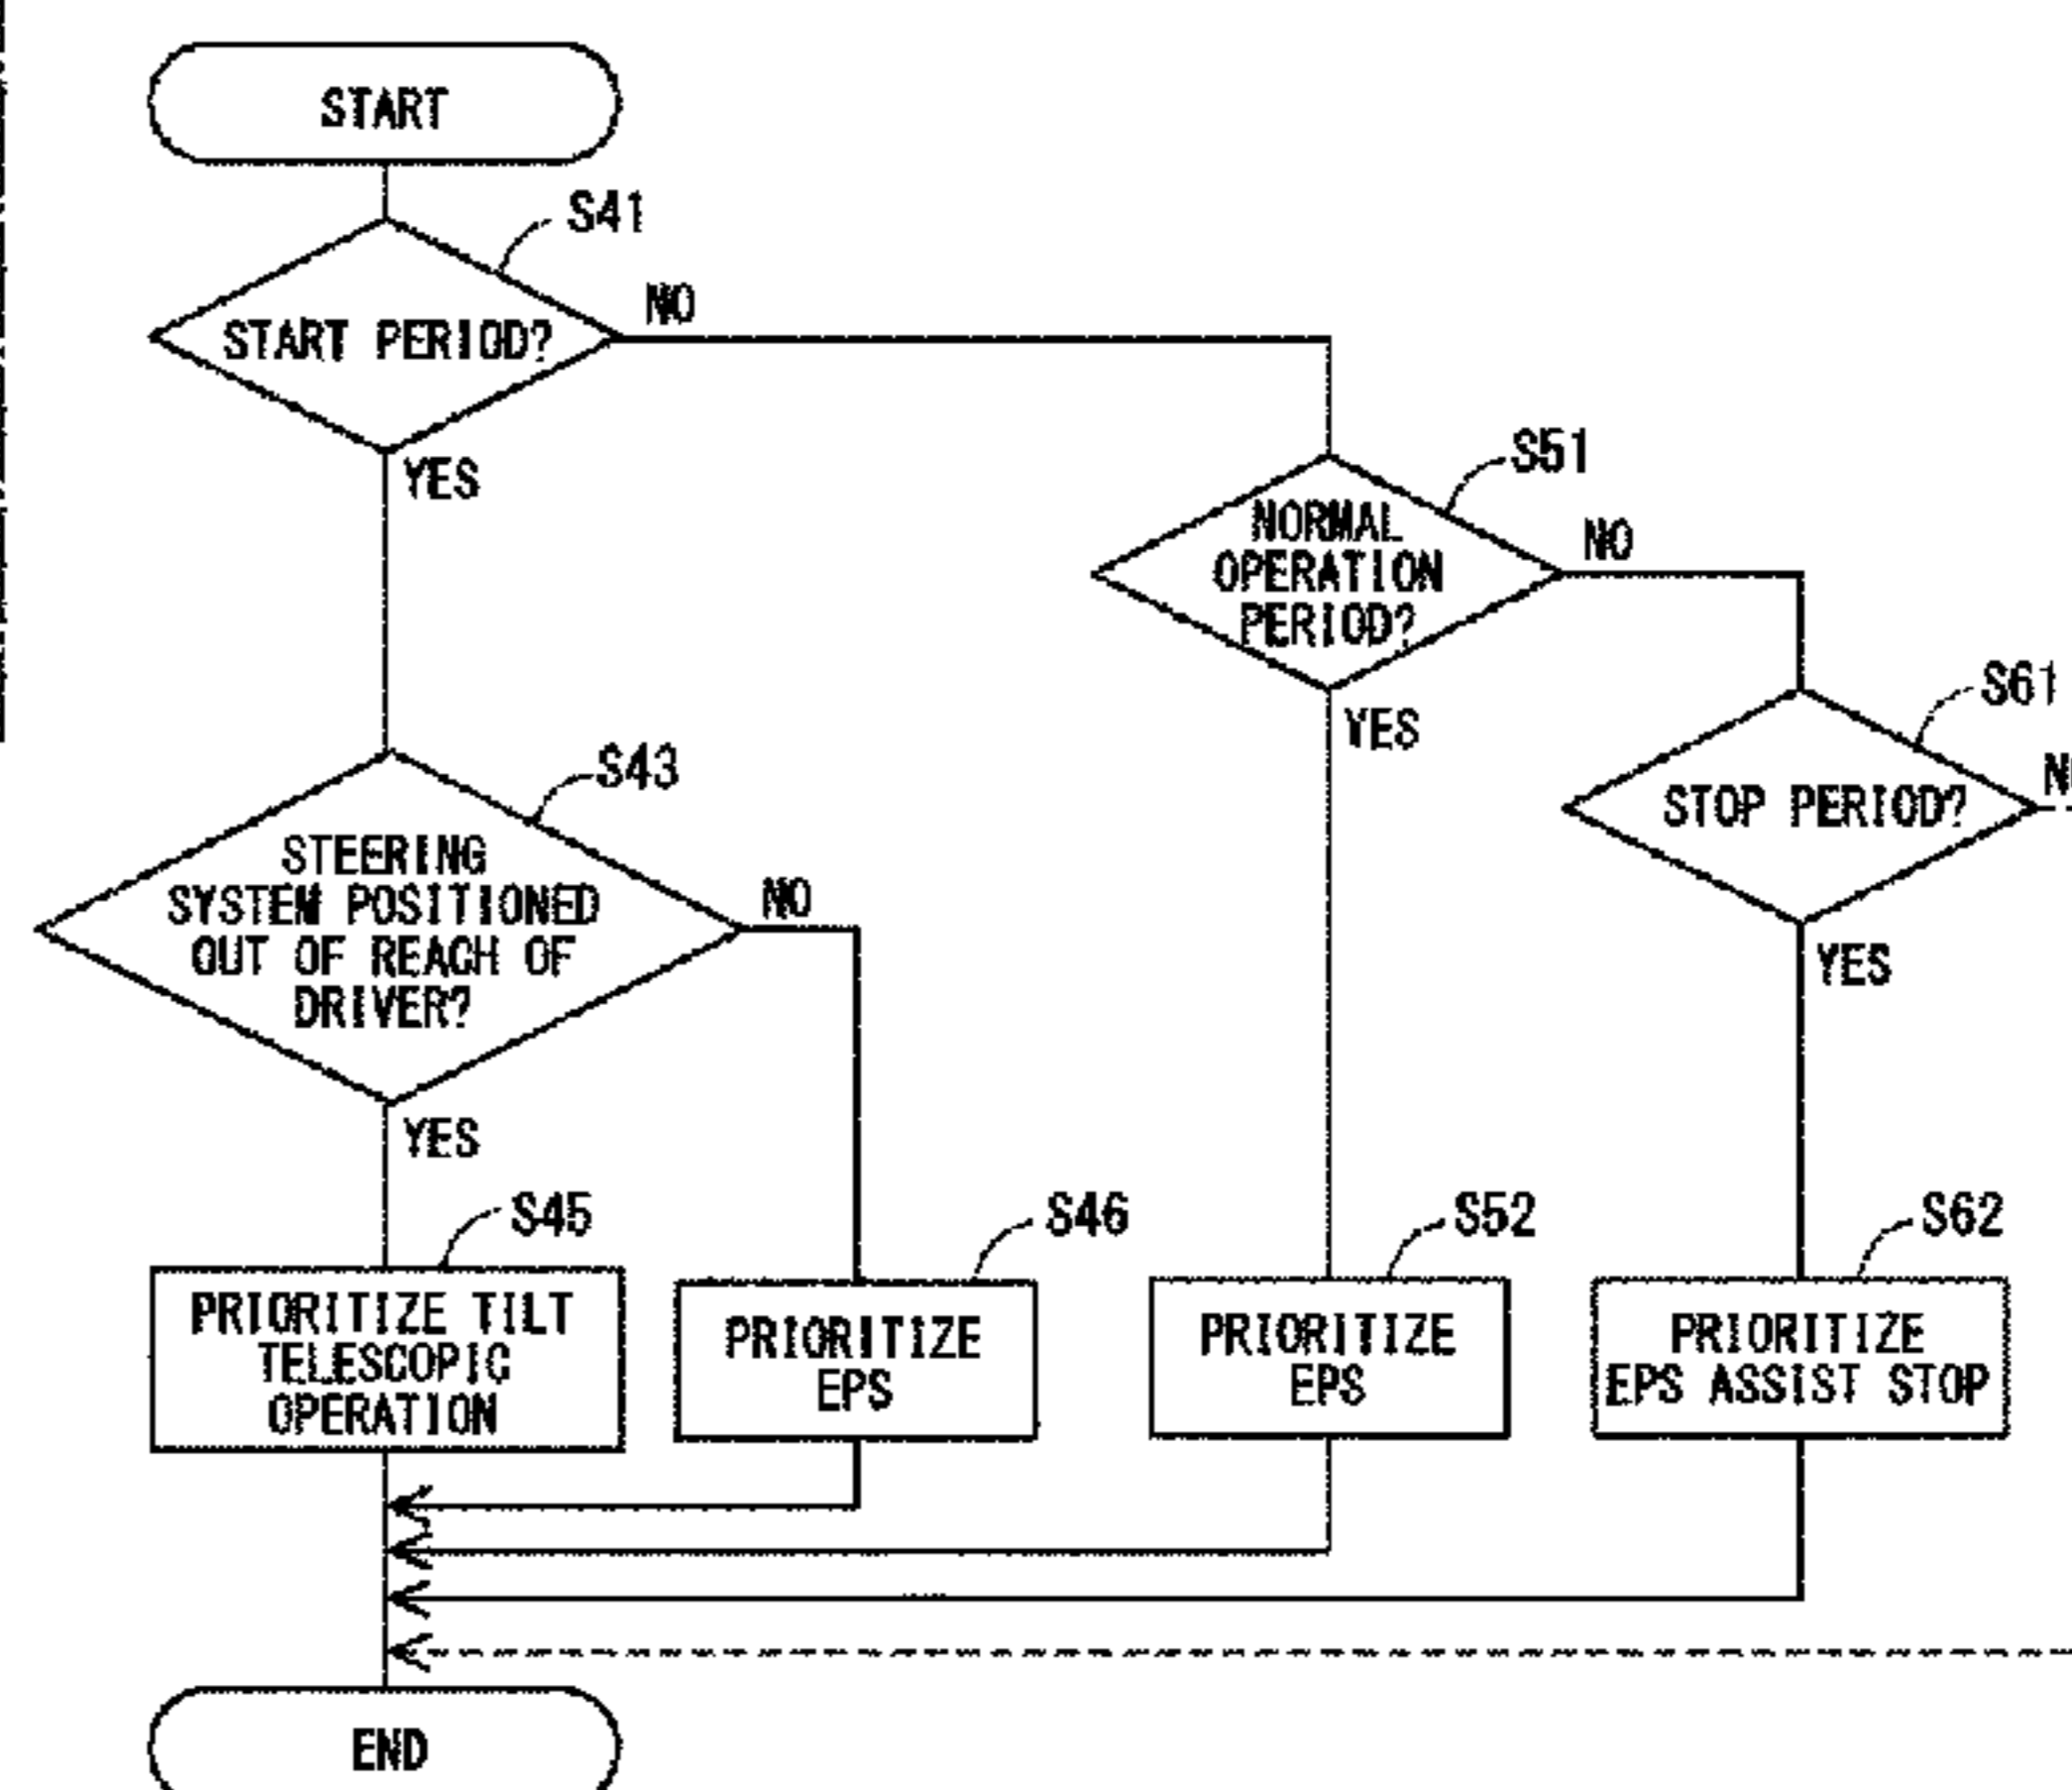 START
S41
START PERIOD?
NO
YES
S51
NORMAL
OPERATION
PERIOD?
NO
YES
S61
STOP PERIOD?
YES
S43
STEERING
SYSTEM POSITIONED
OUT OF REACH OF
DRIVER?
NO
YES
S45
PRIORITIZE TILT
TELESCOPIC
OPERATION
S46
PRIORITIZE
EPS
S52
PRIORITIZE
EPS
S62
PRIORITIZE
EPS ASSIST STOP
END